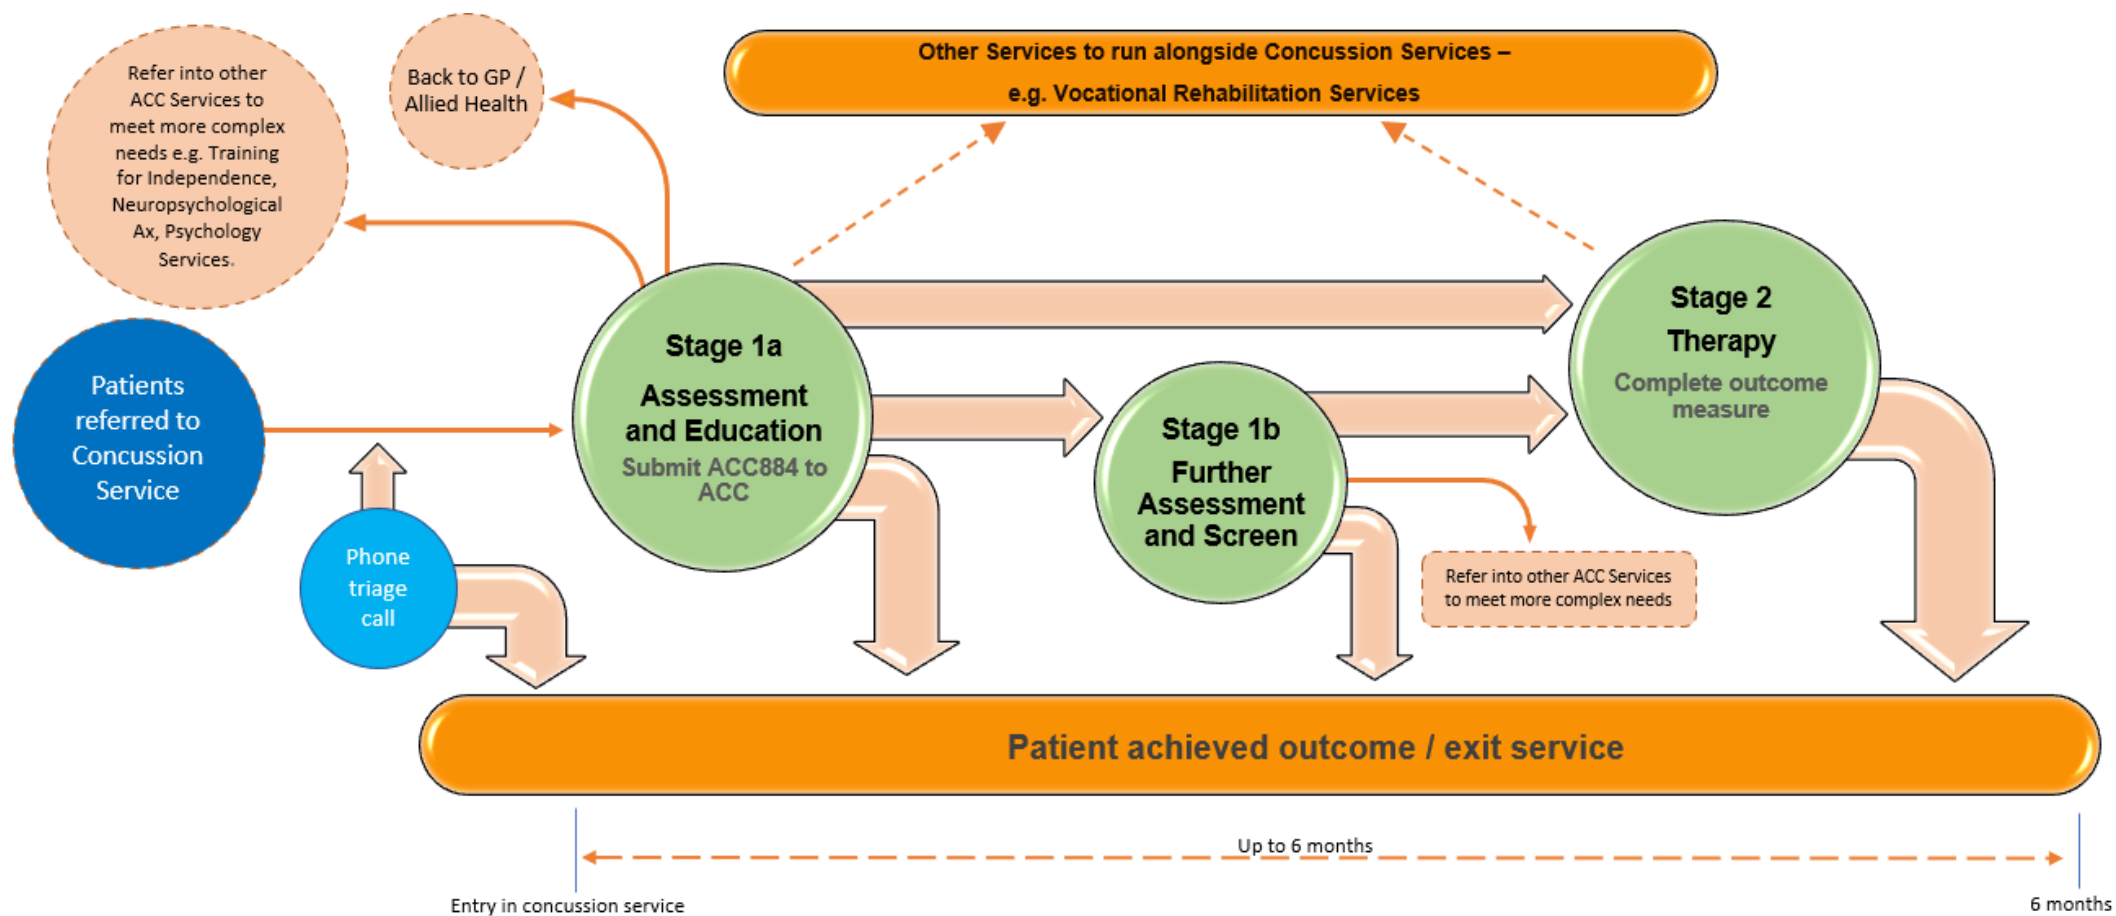 Other Services to run alongside Concussion Services –
e.g. Vocational Rehabilitation Services
Refer into other
ACC Services to
meet more complex
needs e.g. Training
for Independence,
Neuropsychological
Ax, Psychology
Services.
Back to GP /
Allied Health
Patients
referred to
Concussion
Service
Phone
triage
call
Stage 1a
Assessment
and Education
Submit ACC884 to
ACC
Stage 1b
Further
Assessment
and Screen
Refer into other ACC Services
to meet more complex needs
Stage 2
Therapy
Complete outcome
measure
Patient achieved outcome / exit service
Up to 6 months
Entry in concussion service
6 months